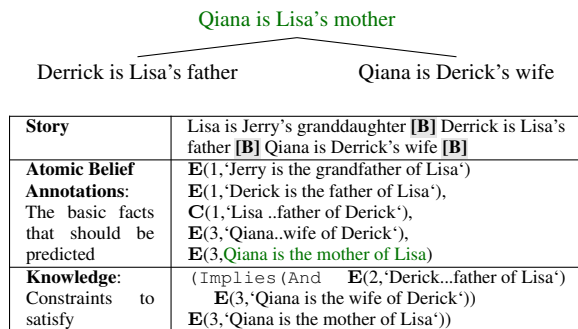 Qiana is Lisa's mother
Derrick is Lisa's father
Qiana is Derick's wife
Story
Lisa is Jerry's granddaughter [B] Derrick is Lisa's
father [B] Qiana is Derrick's wife [B]
Atomic Belief
Annotations:
The basic facts
that should be
predicted
E(1,‘Jerry is the grandfather of Lisa‘)
E(1,‘Derick is the father of Lisa‘),
C(1,‘Lisa ..father of Derick‘),
E(3,‘Qiana..wife of Derick‘),
E(3,Qiana is the mother of Lisa)
Knowledge:
Constraints to
satisfy
(Implies(And E(2,‘Derick...father of Lisa‘)
E(3,‘Qiana is the wife of Derick‘))
E(3,‘Qiana is the mother of Lisa‘))